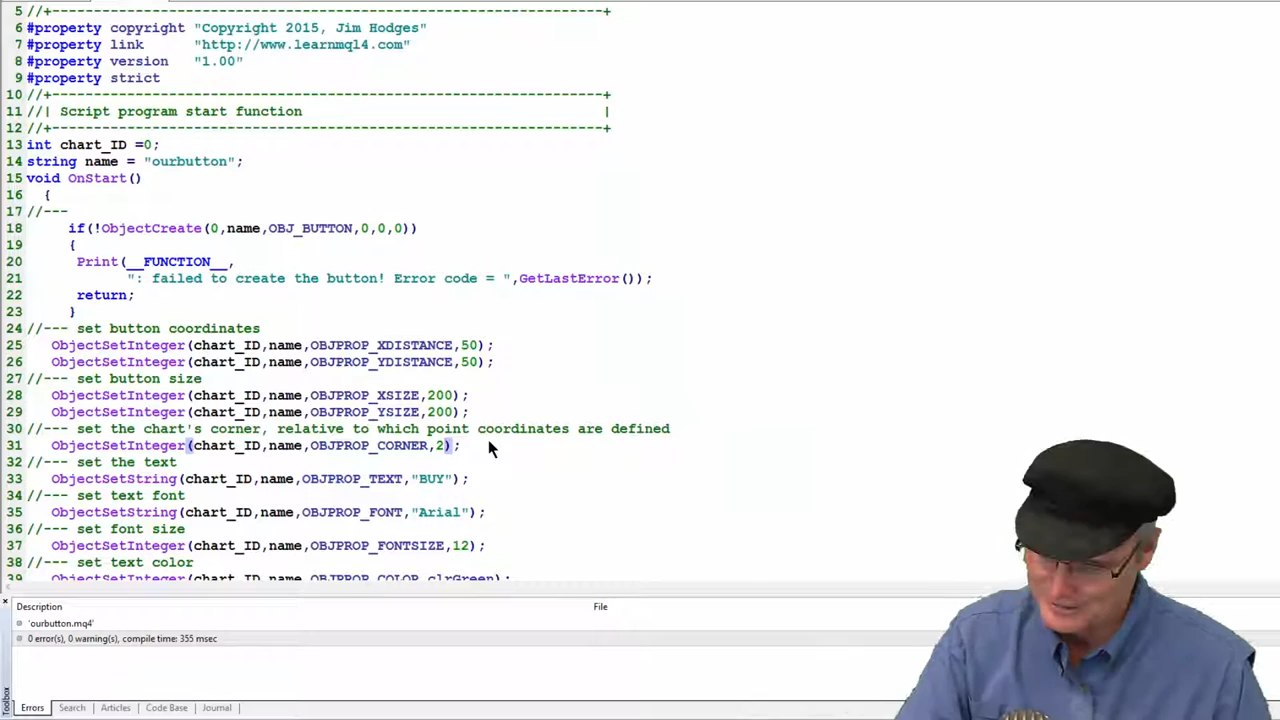 5 //+------------------------------------------------------------------+
6 #property copyright "Copyright 2015, Jim Hodges"
7 #property link      "http://www.learnmql4.com"
8 #property version   "1.00"
9 #property strict
10 //+------------------------------------------------------------------+
11 //| Script program start function                                    |
12 //+------------------------------------------------------------------+
13 int chart_ID =0;
14 string name = "ourbutton";
15 void OnStart()
16   {
17 //---
18      if(!ObjectCreate(0,name,OBJ_BUTTON,0,0,0))
19      {
20       Print(__FUNCTION__,
21             ": failed to create the button! Error code = ",GetLastError());
22       return;
23      }
24 //--- set button coordinates
25    ObjectSetInteger(chart_ID,name,OBJPROP_XDISTANCE,50);
26    ObjectSetInteger(chart_ID,name,OBJPROP_YDISTANCE,50);
27 //--- set button size
28    ObjectSetInteger(chart_ID,name,OBJPROP_XSIZE,200);
29    ObjectSetInteger(chart_ID,name,OBJPROP_YSIZE,200);
30 //--- set the chart's corner, relative to which point coordinates are defined
31    ObjectSetInteger(chart_ID,name,OBJPROP_CORNER,2);
32 //--- set the text
33    ObjectSetString(chart_ID,name,OBJPROP_TEXT,"BUY");
34 //--- set text font
35    ObjectSetString(chart_ID,name,OBJPROP_FONT,"Arial");
36 //--- set font size
37    ObjectSetInteger(chart_ID,name,OBJPROP_FONTSIZE,12);
38 //--- set text color
39    ObjectSetInteger(chart_ID,name,OBJPROP_COLOR,clrGreen);
Description File
'ourbutton.mq4'
0 error(s), 0 warning(s), compile time: 355 msec
Toolbox
Errors Search Articles Code Base Journal